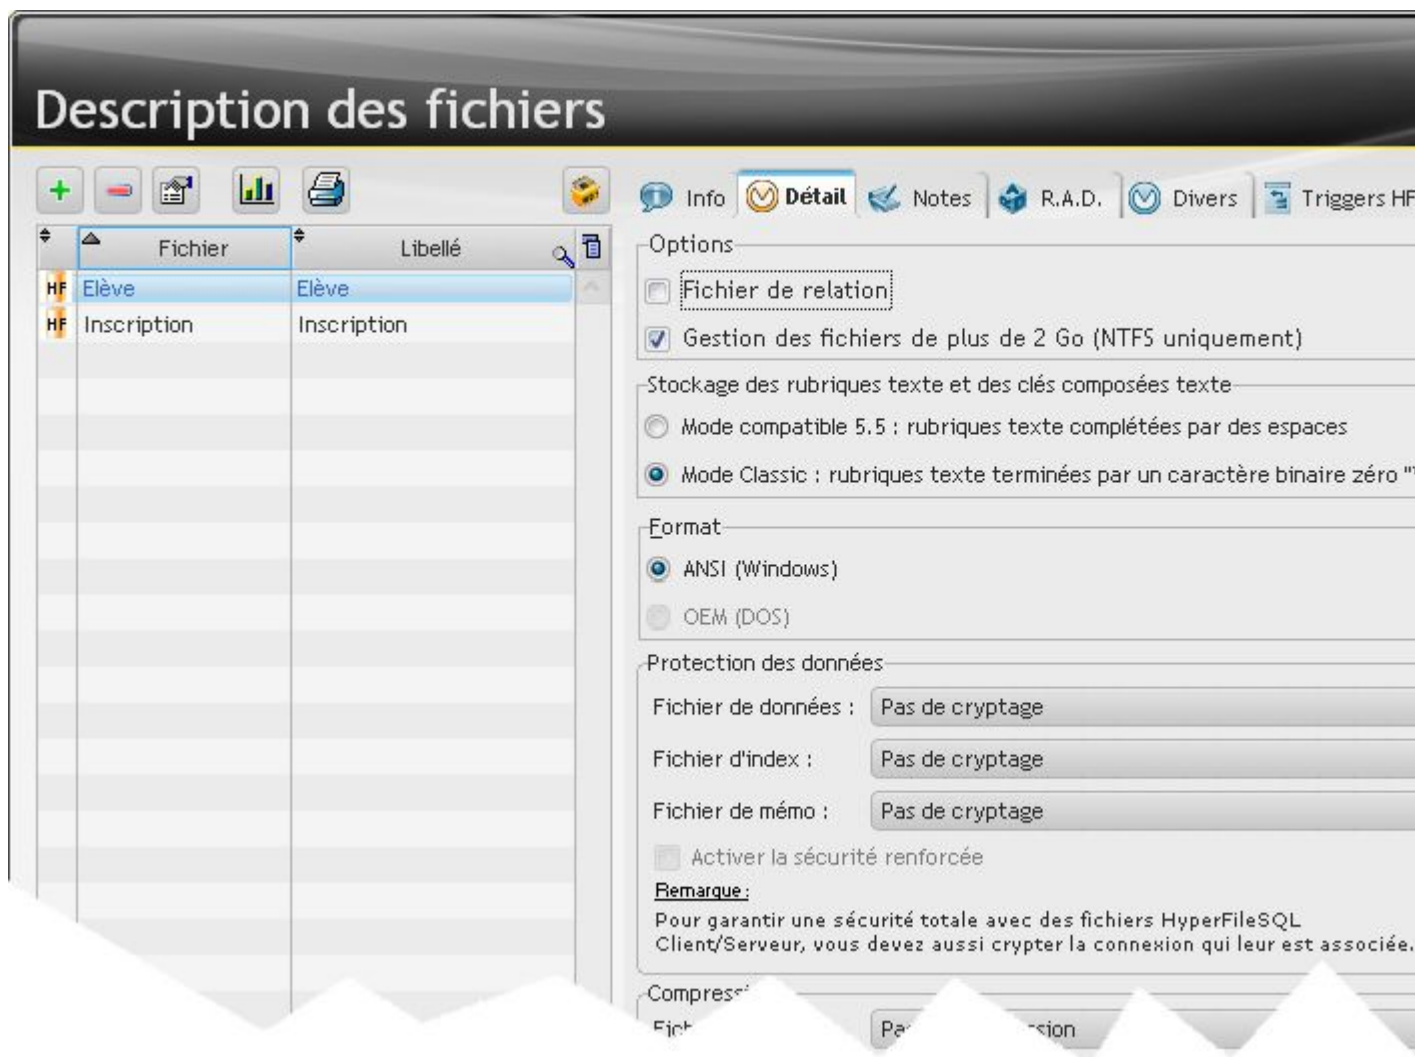 Description des fichiers
Info Détail Notes R.A.D. Divers Triggers HF
Fichier Libellé
HF Elève Elève
HF Inscription Inscription
Options
Fichier de relation
Gestion des fichiers de plus de 2 Go (NTFS uniquement)
Stockage des rubriques texte et des clés composées texte
Mode compatible 5.5 : rubriques texte complétées par des espaces
Mode Classic : rubriques texte terminées par un caractère binaire zéro "
Format
ANSI (Windows)
OEM (DOS)
Protection des données
Fichier de données : Pas de cryptage
Fichier d'index : Pas de cryptage
Fichier de mémo : Pas de cryptage
Activer la sécurité renforcée
Remarque :
Pour garantir une sécurité totale avec des fichiers HyperFileSQL
Client/Serveur, vous devez aussi crypter la connexion qui leur est associée.